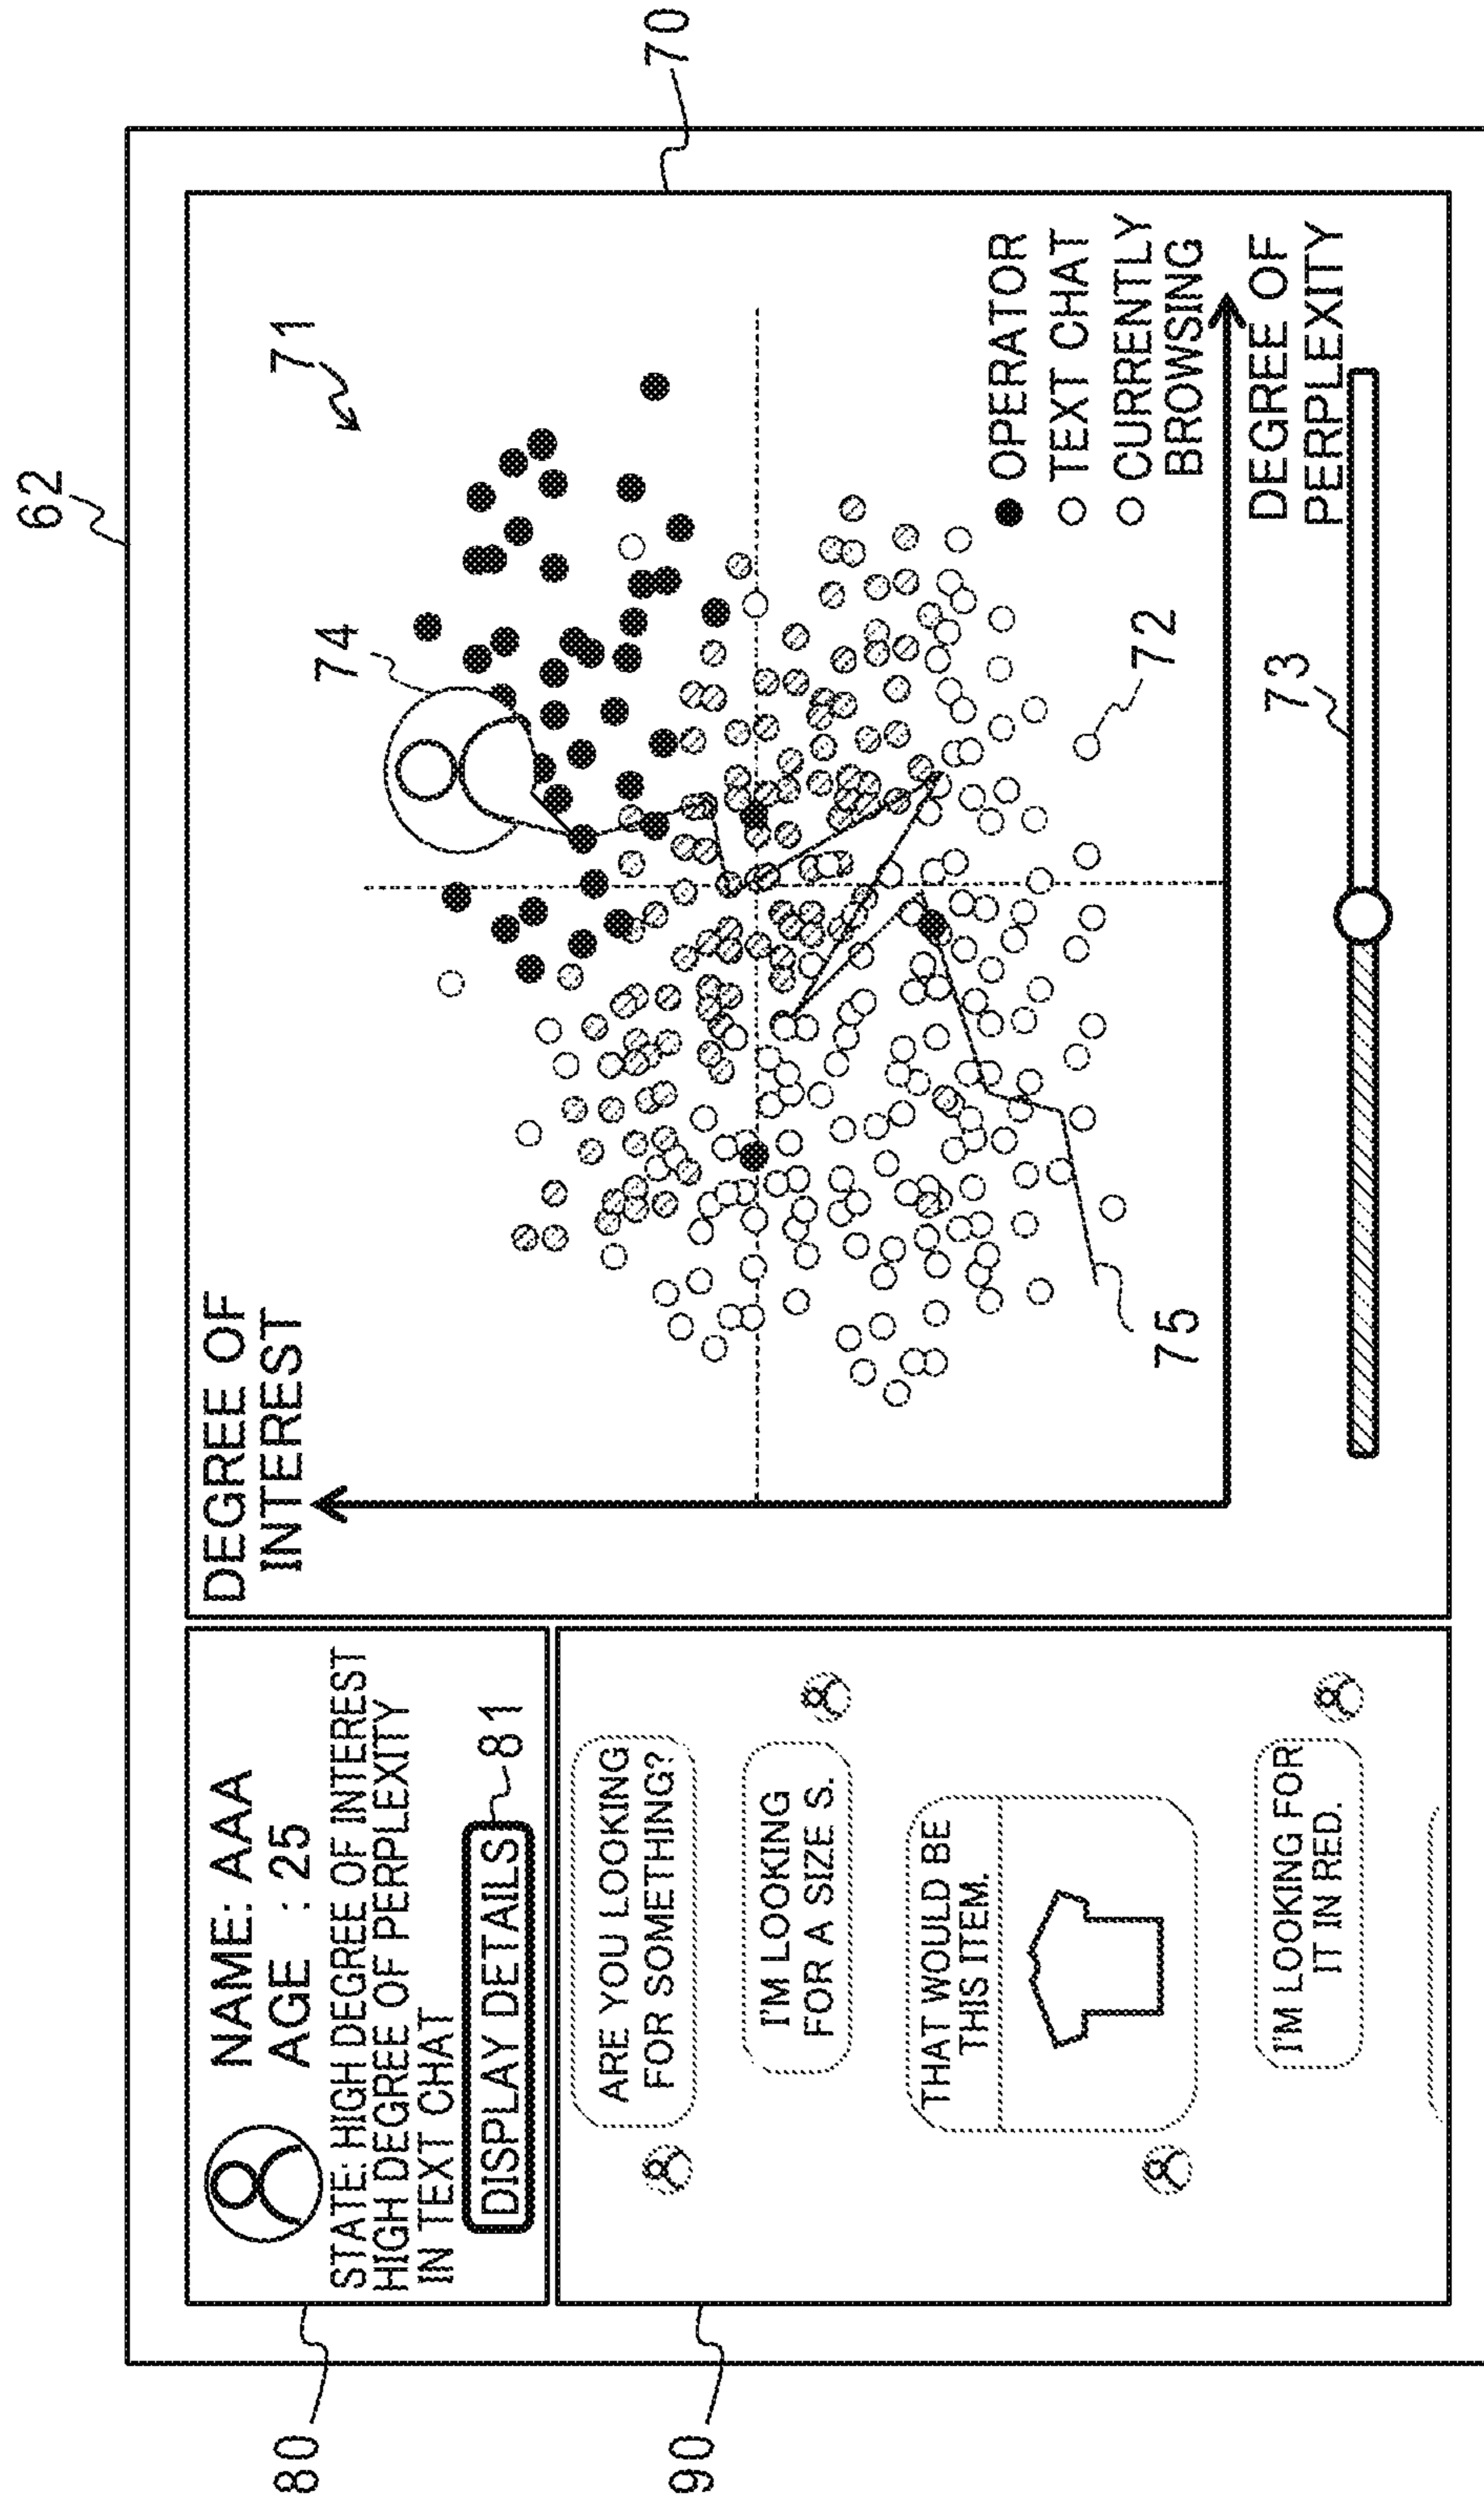 62
70
80
90
NAME: AAA
AGE : 25
STATE: HIGH DEGREE OF INTEREST
HIGH DEGREE OF PERPLEXITY
IN TEXT CHAT
DISPLAY DETAILS
81
ARE YOU LOOKING
FOR SOMETHING?
I'M LOOKING
FOR A SIZE S.
THAT WOULD BE
THIS ITEM.
I'M LOOKING FOR
IT IN RED.
DEGREE OF
INTEREST
71
74
75
72
OPERATOR
TEXT CHAT
CURRENTLY
BROWSING
DEGREE OF
PERPLEXITY
73